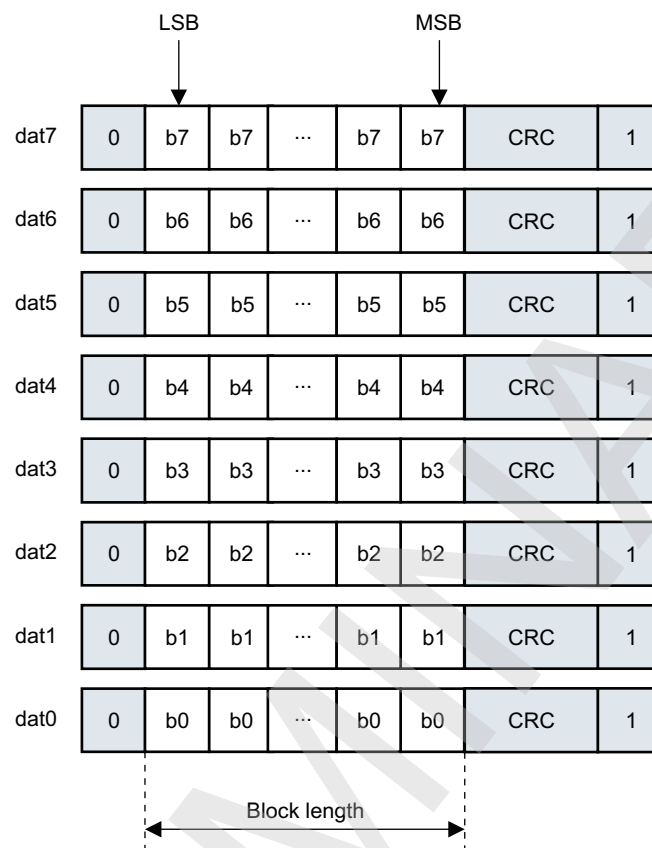 LSB MSB
dat7 0 b7 b7 ... b7 b7 CRC 1
dat6 0 b6 b6 ... b6 b6 CRC 1
dat5 0 b5 b5 ... b5 b5 CRC 1
dat4 0 b4 b4 ... b4 b4 CRC 1
dat3 0 b3 b3 ... b3 b3 CRC 1
dat2 0 b2 b2 ... b2 b2 CRC 1
dat1 0 b1 b1 ... b1 b1 CRC 1
dat0 0 b0 b0 ... b0 b0 CRC 1
Block length
MINA